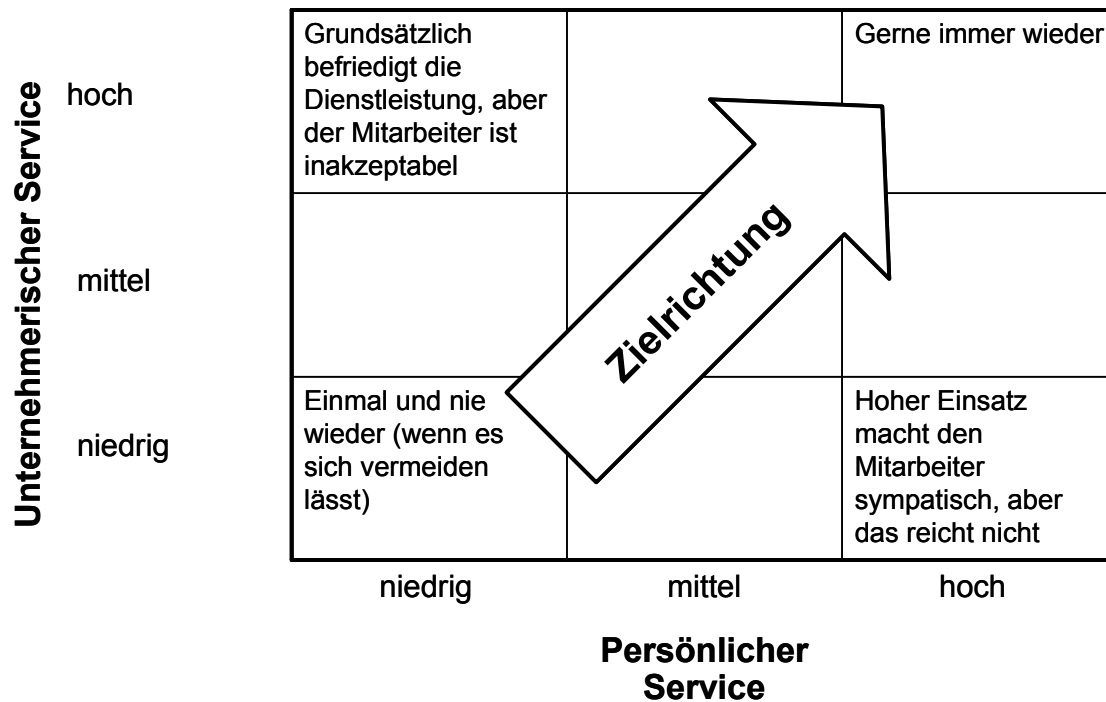 Unternehmerischer Service
hoch
mittel
niedrig
Grundsätzlich
befriedigt die
Dienstleistung, aber
der Mitarbeiter ist
inakzeptabel
Gerne immer wieder
Zielrichtung
Einmal und nie
wieder (wenn es
sich vermeiden
lässt)
Hoher Einsatz
macht den
Mitarbeiter
sympatisch, aber
das reicht nicht
niedrig
mittel
hoch
Persönlicher
Service